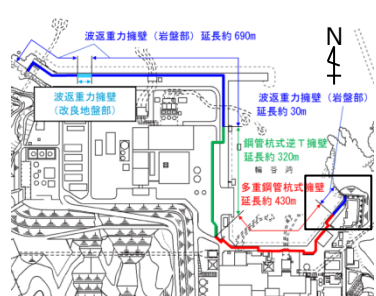 波返重力擁壁（岩盤部）延長約 690m
N
波返重力擁壁
（改良地盤部）
波返重力擁壁（岩盤部）
延長約 30m
鋼管杭式逆Ｔ擁壁
延長約 320m
輪 谷 湾
多重鋼管杭式擁壁
延長約 430m